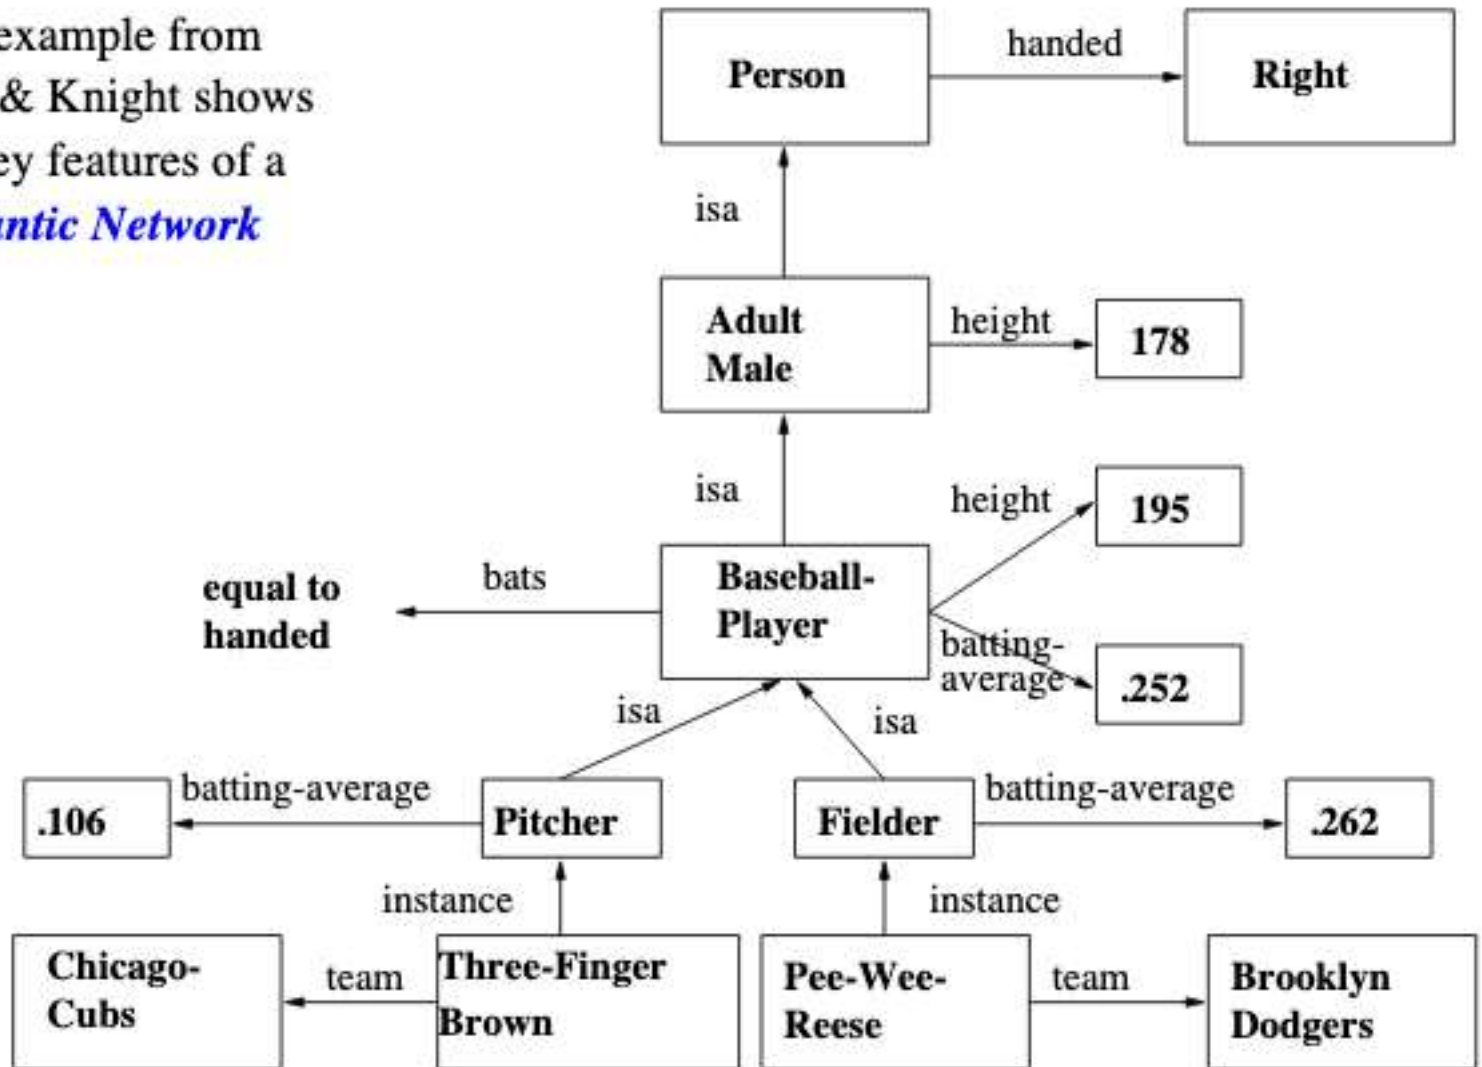 example from
& Knight shows
ey features of a
antic Network
Person
handed
Right
isa
Adult
Male
height
178
isa
height
195
equal to
handed
bats
Baseball-
Player
batting-
average
.252
isa
isa
.106
batting-average
Pitcher
Fielder
batting-average
.262
instance
instance
Chicago-
Cubs
team
Three-Finger
Brown
Pee-Wee-
Reese
team
Brooklyn
Dodgers